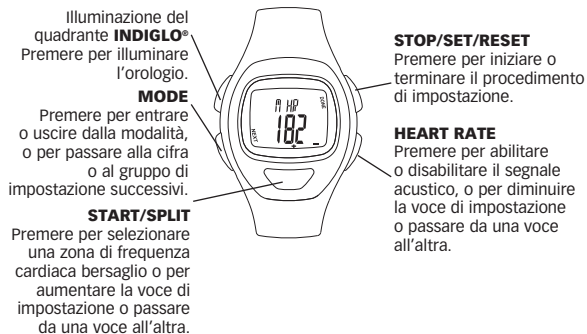 Illuminazione del
quadrante INDIGLO®
Premere per illuminare
l'orologio.
MODE
Premere per entrare
o uscire dalla modalità,
o per passare alla cifra
o al gruppo di
impostazione successivi.
START/SPLIT
Premere per selezionare
una zona di frequenza
cardiaca bersaglio o per
aumentare la voce di
impostazione o passare
da una voce all'altra.
M HR
ZONE
182
NEXT
STOP/SET/RESET
Premere per iniziare o
terminare il procedimento
di impostazione.
HEART RATE
Premere per abilitare
o disabilitare il segnale
acustico, o per diminuire
la voce di impostazione
o passare da una voce
all'altra.